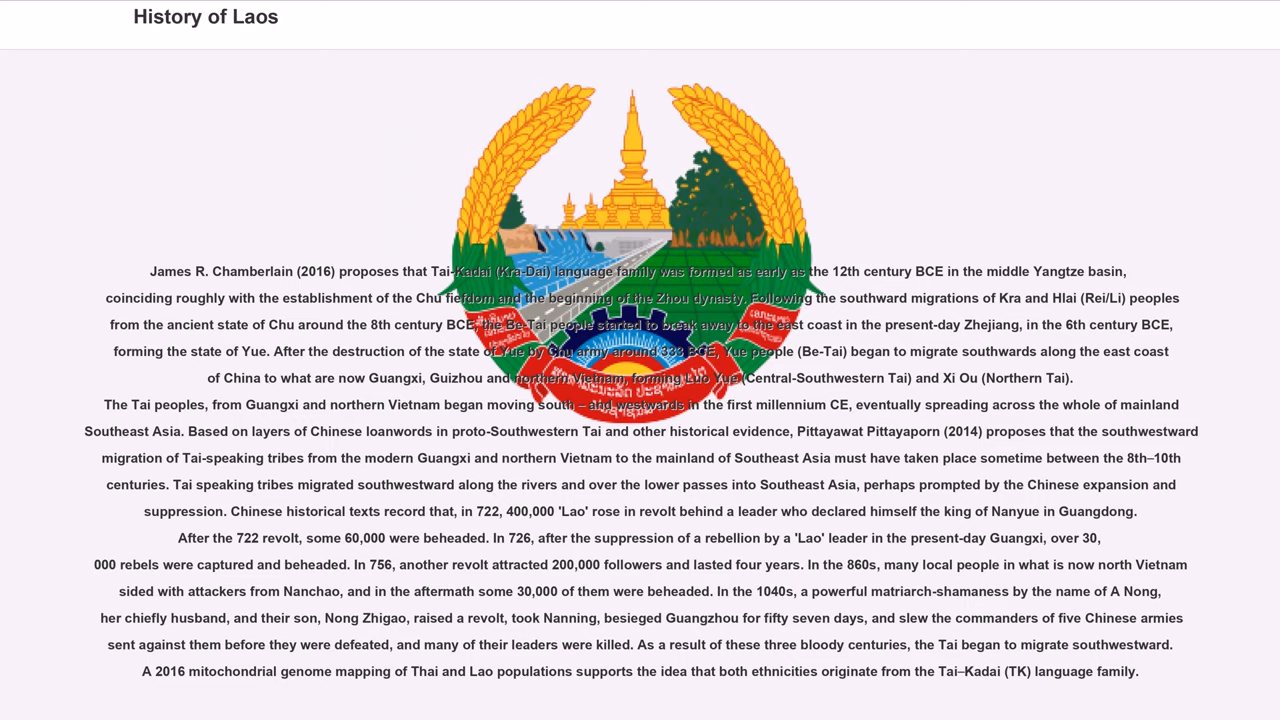 History of Laos
James R. Chamberlain (2016) proposes that Tai-Kadai (Kra-Dai) language family was formed as early as the 12th century BCE in the middle Yangtze basin,
coinciding roughly with the establishment of the Chu fiefdom and the beginning of the Zhou dynasty. Following the southward migrations of Kra and Hlai (Rei/Li) peoples
from the ancient state of Chu around the 8th century BCE, the Be-Tai people started to break away to the east coast in the present-day Zhejiang, in the 6th century BCE,
forming the state of Yue. After the destruction of the state of Yue by Chu army around 333 BCE, Yue people (Be-Tai) began to migrate southwards along the east coast
of China to what are now Guangxi, Guizhou and northern Vietnam, forming Luo Yue (Central-Southwestern Tai) and Xi Ou (Northern Tai).
The Tai peoples, from Guangxi and northern Vietnam began moving south – and westwards in the first millennium CE, eventually spreading across the whole of mainland
Southeast Asia. Based on layers of Chinese loanwords in proto-Southwestern Tai and other historical evidence, Pittayawat Pittayaporn (2014) proposes that the southwestward
migration of Tai-speaking tribes from the modern Guangxi and northern Vietnam to the mainland of Southeast Asia must have taken place sometime between the 8th–10th
centuries. Tai speaking tribes migrated southwestward along the rivers and over the lower passes into Southeast Asia, perhaps prompted by the Chinese expansion and
suppression. Chinese historical texts record that, in 722, 400,000 'Lao' rose in revolt behind a leader who declared himself the king of Nanyue in Guangdong.
After the 722 revolt, some 60,000 were beheaded. In 726, after the suppression of a rebellion by a 'Lao' leader in the present-day Guangxi, over 30,
000 rebels were captured and beheaded. In 756, another revolt attracted 200,000 followers and lasted four years. In the 860s, many local people in what is now north Vietnam
sided with attackers from Nanchao, and in the aftermath some 30,000 of them were beheaded. In the 1040s, a powerful matriarch-shamaness by the name of A Nong,
her chiefly husband, and their son, Nong Zhigao, raised a revolt, took Nanning, besieged Guangzhou for fifty seven days, and slew the commanders of five Chinese armies
sent against them before they were defeated, and many of their leaders were killed. As a result of these three bloody centuries, the Tai began to migrate southwestward.
A 2016 mitochondrial genome mapping of Thai and Lao populations supports the idea that both ethnicities originate from the Tai–Kadai (TK) language family.